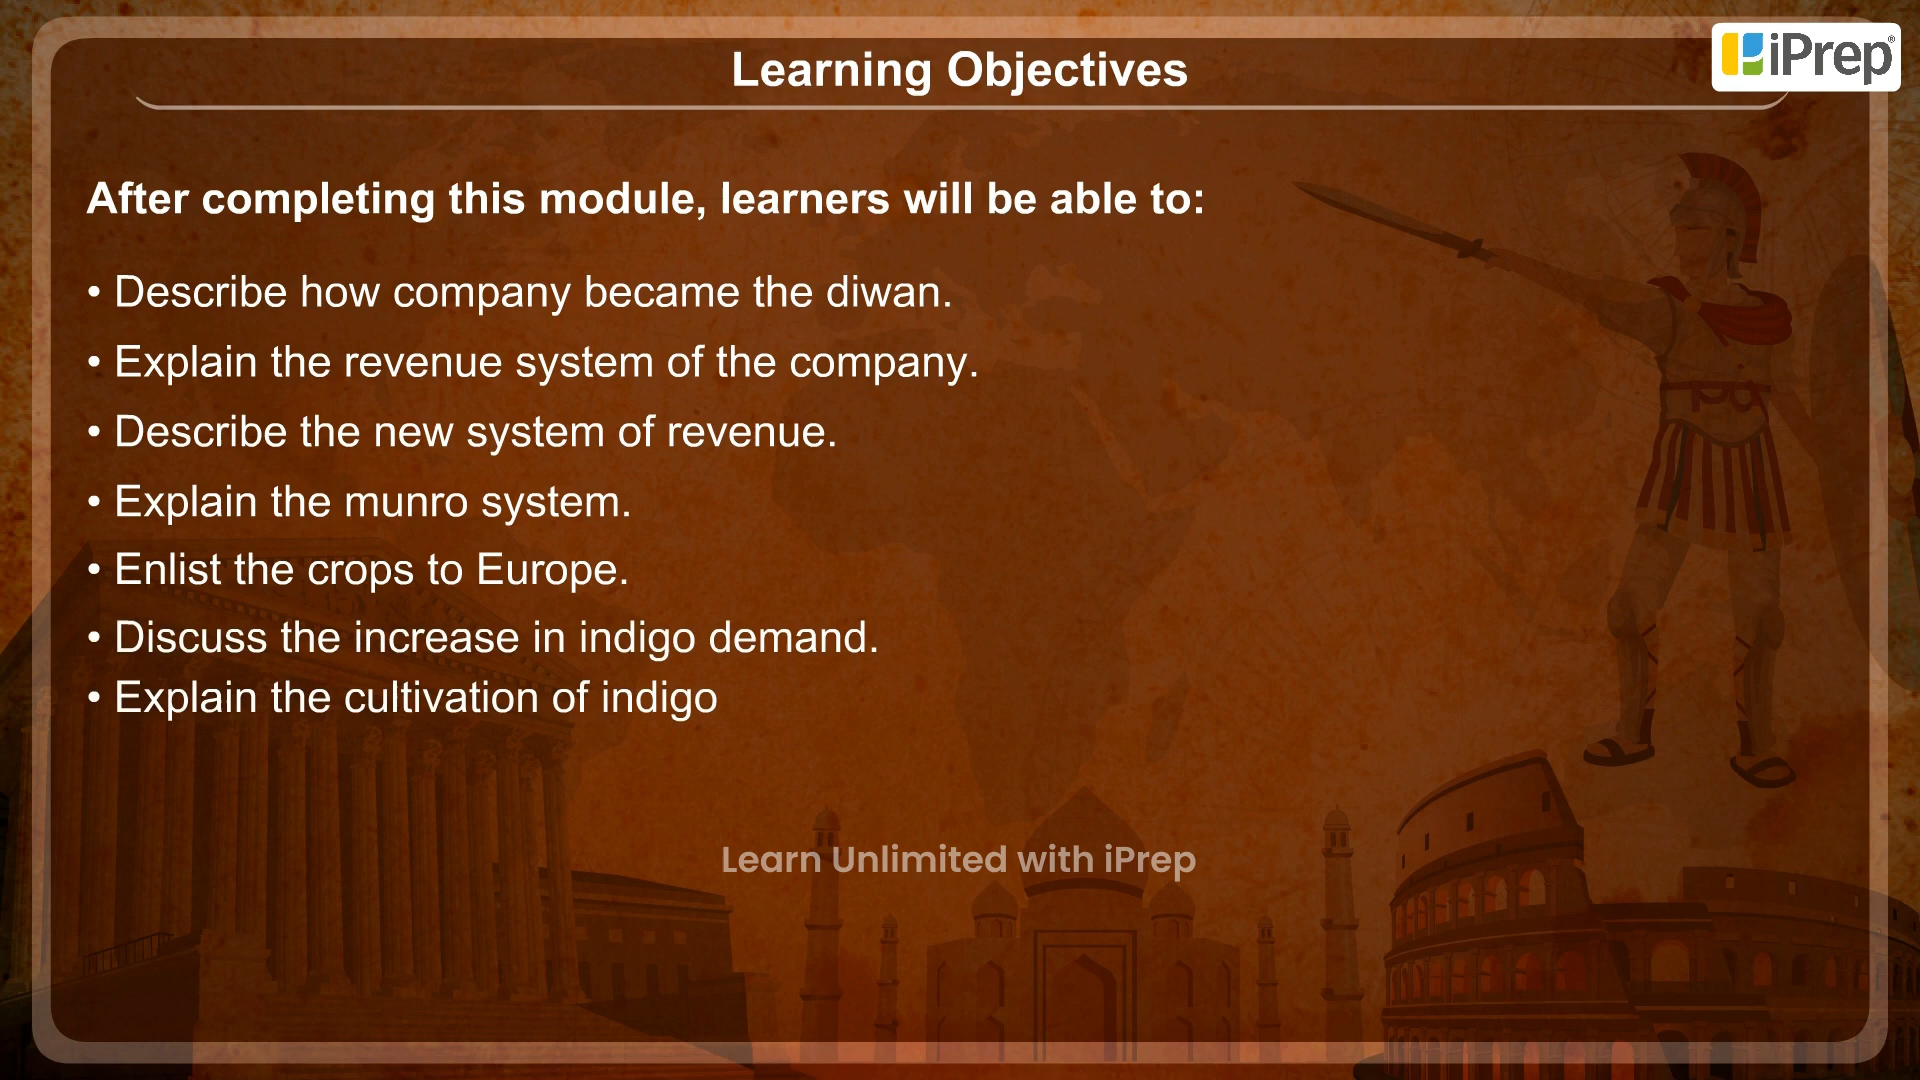 Learning Objectives
iPrep®
After completing this module, learners will be able to:
• Describe how company became the diwan.
• Explain the revenue system of the company.
• Describe the new system of revenue.
• Explain the munro system.
• Enlist the crops to Europe.
• Discuss the increase in indigo demand.
• Explain the cultivation of indigo
Learn Unlimited with iPrep